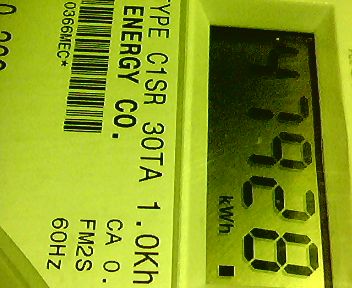 47928
kWh
TYPE C1SR 30TA 1.0Kh
ENERGY CO.
CA 0.
FM2S
60Hz
0366MEC*